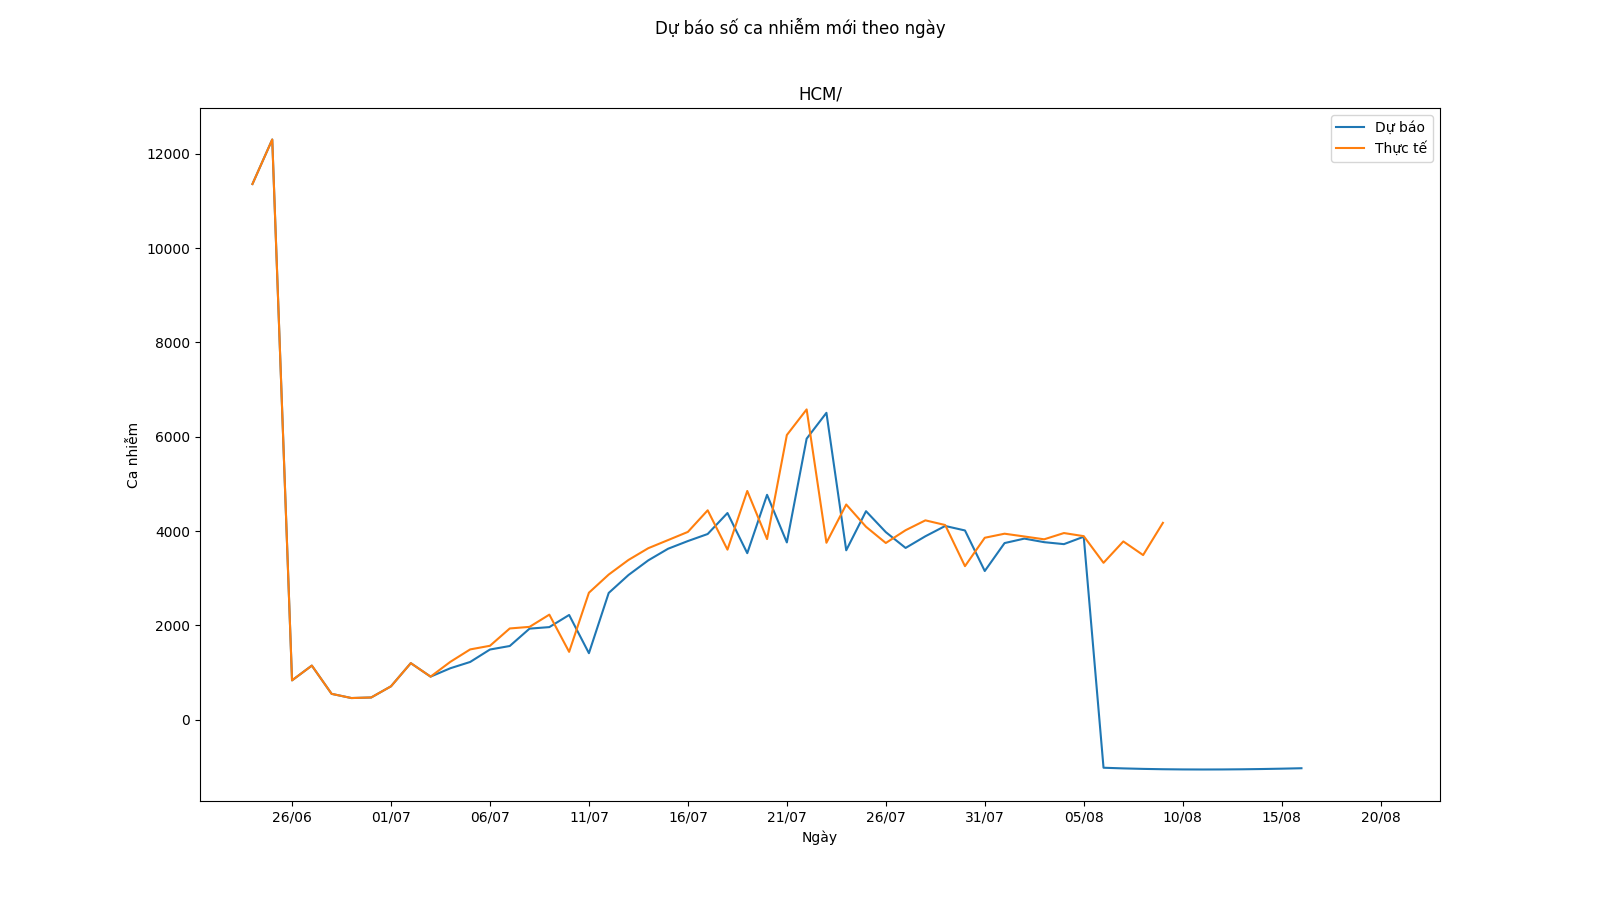 Dự báo số ca nhiễm mới theo ngày
HCM/
Dự báo
Thực tế
Ca nhiễm
12000
10000
8000
6000
4000
2000
0
26/06 01/07 06/07 11/07 16/07 21/07 26/07 31/07 05/08 10/08 15/08 20/08
Ngày